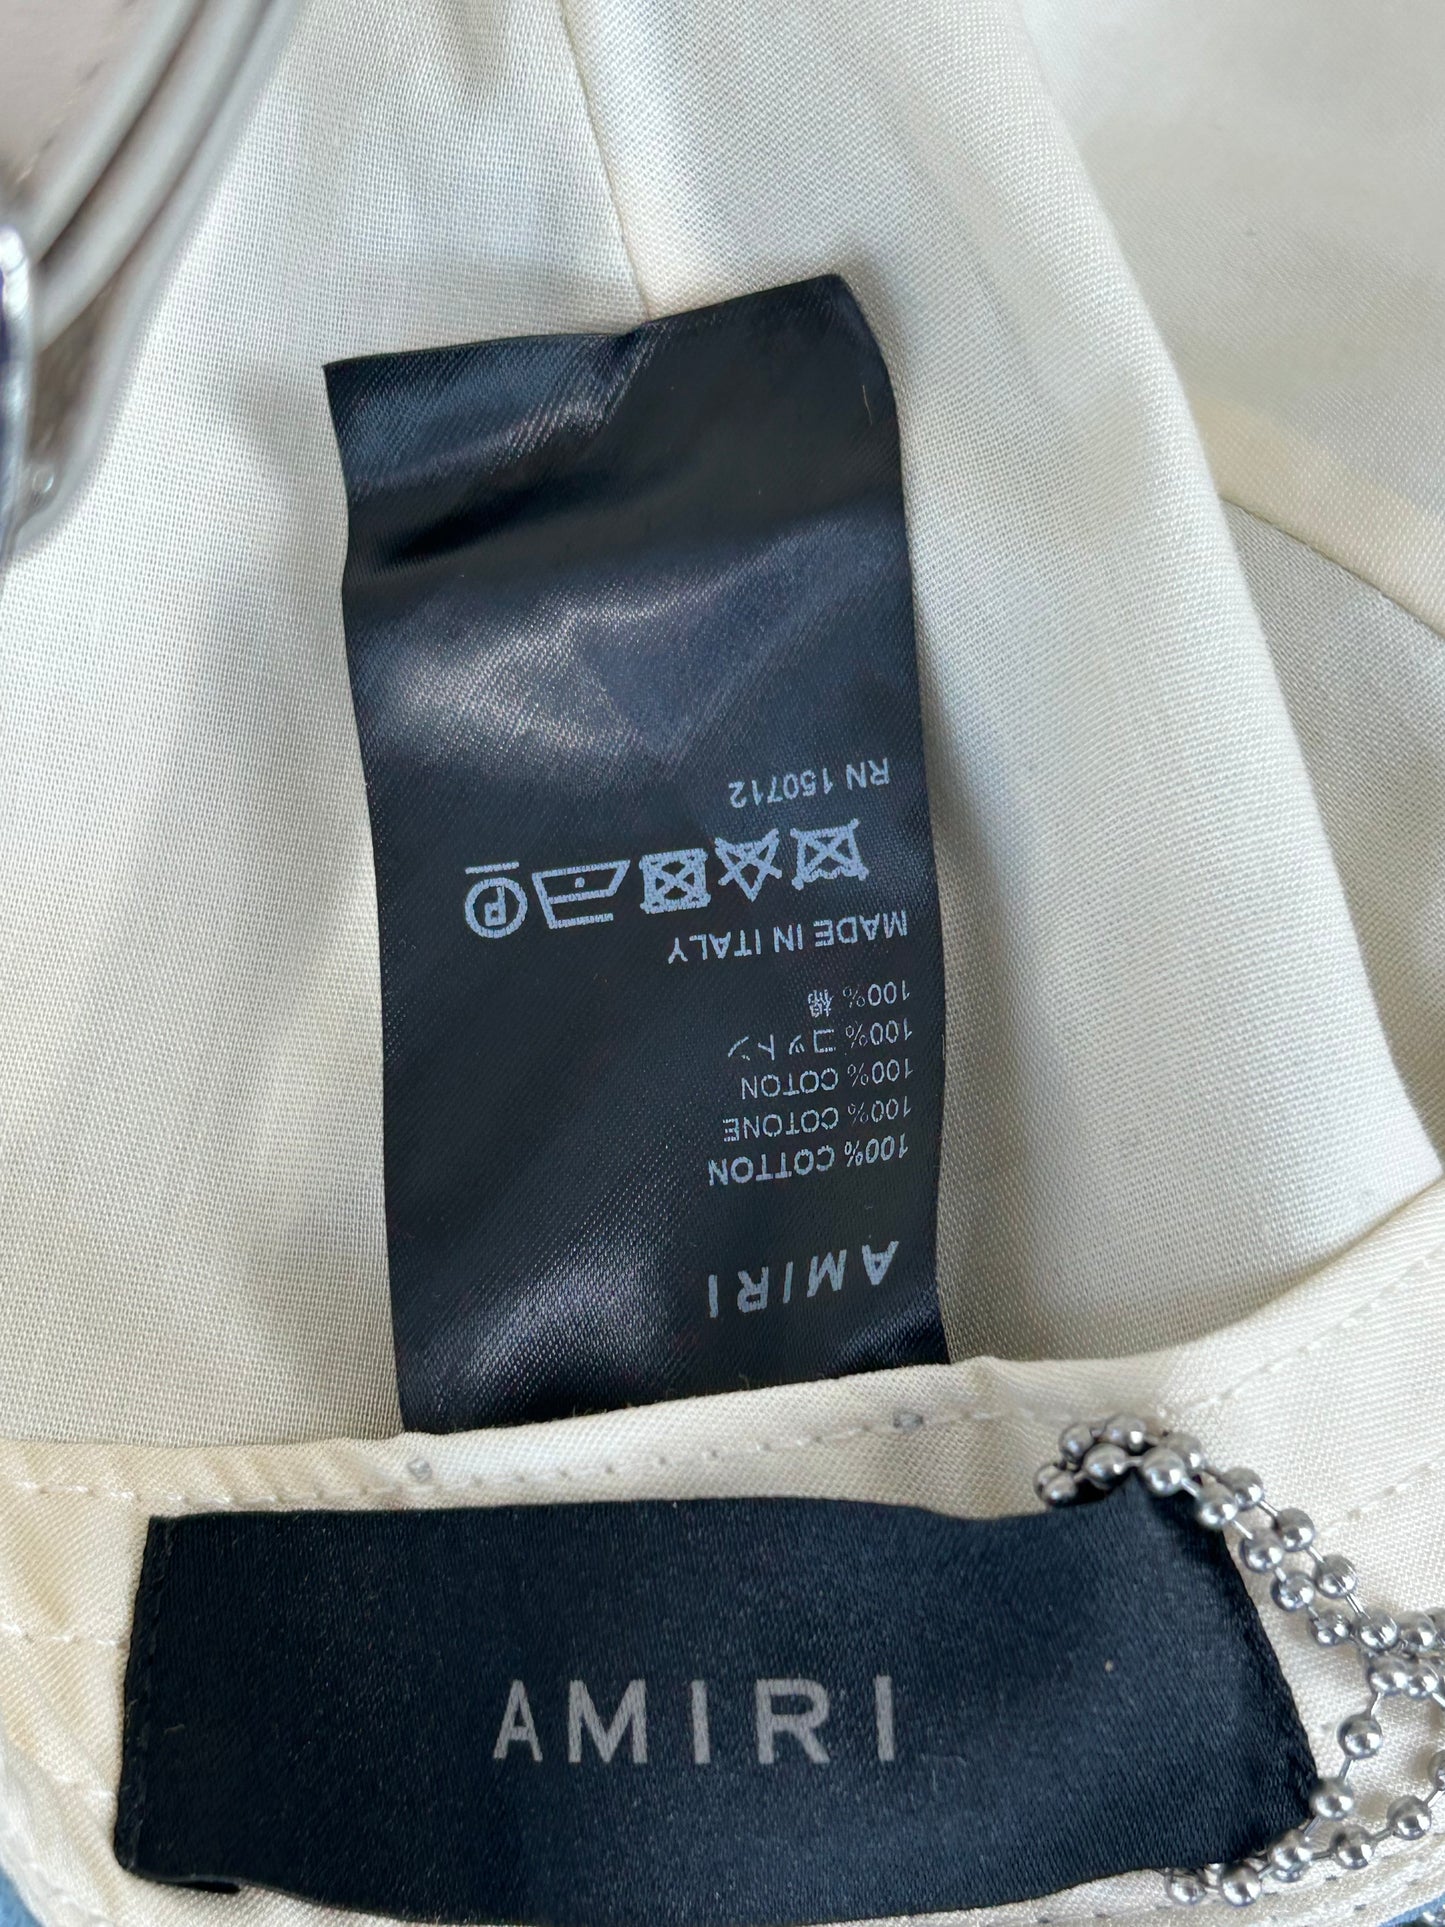 AMIRI
100% COTTON
100% COTONE
100% COTON
100% コットン
100% 棉
MADE IN ITALY
P
RN 150712
AMIRI